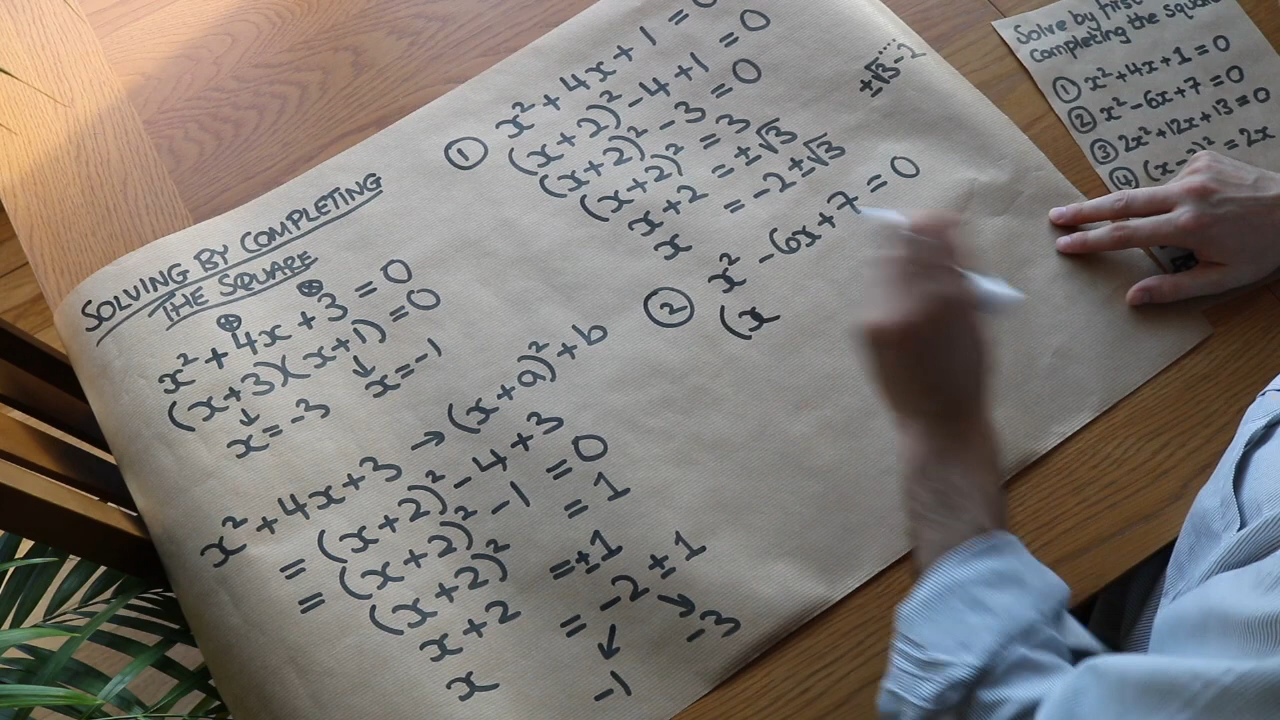 SOLVING BY COMPLETING
THE SQUARE
⊕ ⊗
x² + 4x + 3 = 0
(x+3)(x+1) = 0
↓ ↓
x = -3 x = -1
x² + 4x + 3 → (x+a)² + b
= (x+2)² - 4 + 3
= (x+2)² - 1 = 0
(x+2)² = 1
x+2 = ±1
x = -2 ± 1
↙ ↘
-1 -3
① x² + 4x + 1 = 0
(x+2)² - 4 + 1 = 0
(x+2)² - 3 = 0
(x+2)² = 3
x+2 = ±√3
x = -2 ± √3
±√3 - 2
② x² - 6x + 7 = 0
(x
Solve by first
completing the square
① x² + 4x + 1 = 0
② x² - 6x + 7 = 0
③ 2x² + 12x + 13 = 0
④ (x - )² = 2x